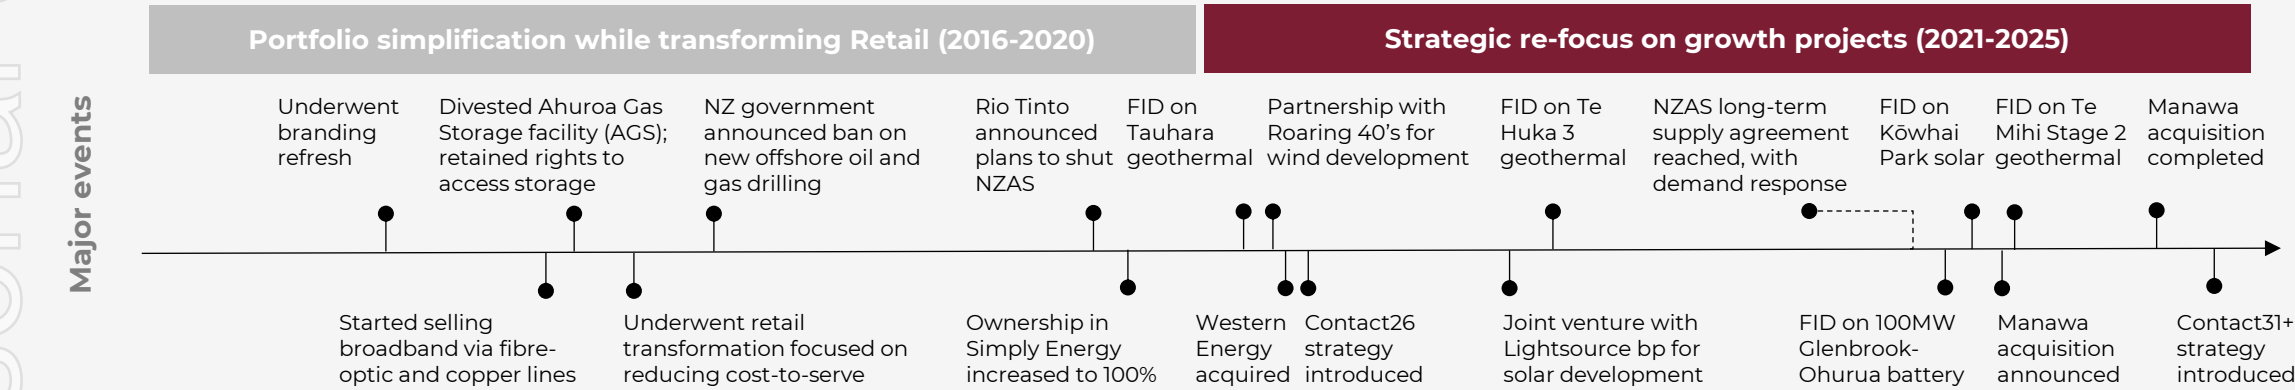 Portfolio simplification while transforming Retail (2016-2020)
Strategic re-focus on growth projects (2021-2025)
Major events
Underwent
branding
refresh
Divested Ahuroa Gas
Storage facility (AGS);
retained rights to
access storage
NZ government
announced ban on
new offshore oil and
gas drilling
Rio Tinto
announced
plans to shut
NZAS
FID on
Tauhara
geothermal
Partnership with
Roaring 40’s for
wind development
FID on Te
Huka 3
geothermal
NZAS long-term
supply agreement
reached, with
demand response
FID on
Kōwhai
Park solar
FID on Te
Mihi Stage 2
geothermal
Manawa
acquisition
completed
Started selling
broadband via fibre-
optic and copper lines
Underwent retail
transformation focused on
reducing cost-to-serve
Ownership in
Simply Energy
increased to 100%
Western
Energy
acquired
Contact26
strategy
introduced
Joint venture with
Lightsource bp for
solar development
FID on 100MW
Glenbrook-
Ohurua battery
Manawa
acquisition
announced
Contact31+
strategy
introduced